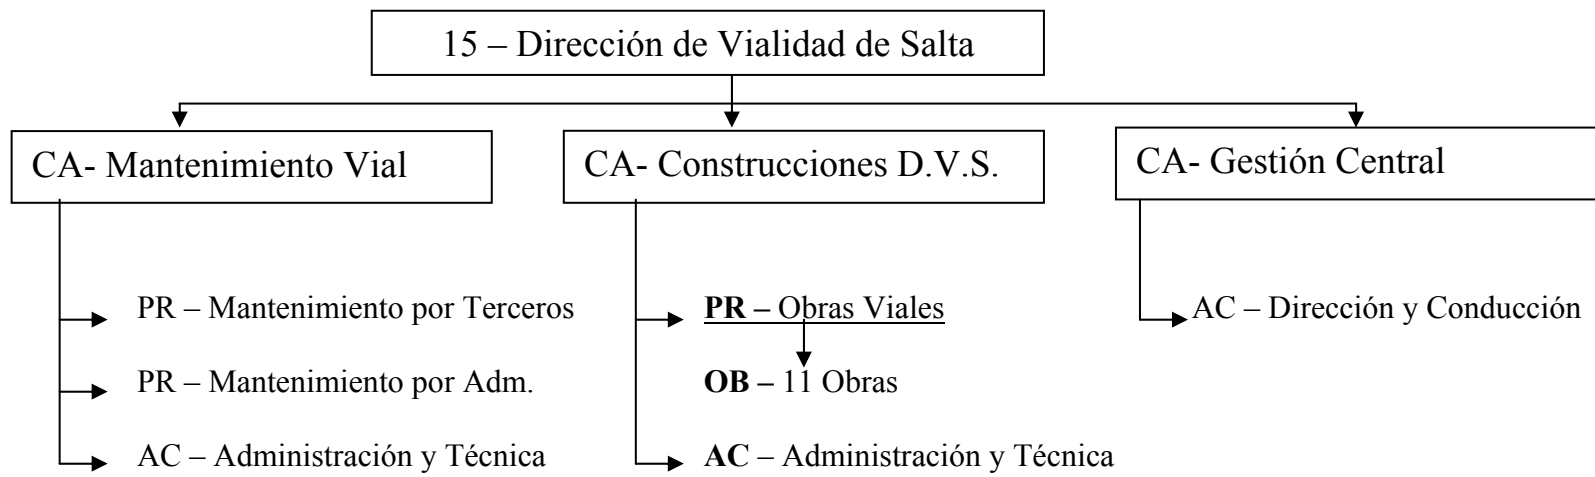 15 – Dirección de Vialidad de Salta
CA- Mantenimiento Vial
PR – Mantenimiento por Terceros
PR – Mantenimiento por Adm.
AC – Administración y Técnica
CA- Construcciones D.V.S.
PR – Obras Viales
OB – 11 Obras
AC – Administración y Técnica
CA- Gestión Central
AC – Dirección y Conducción